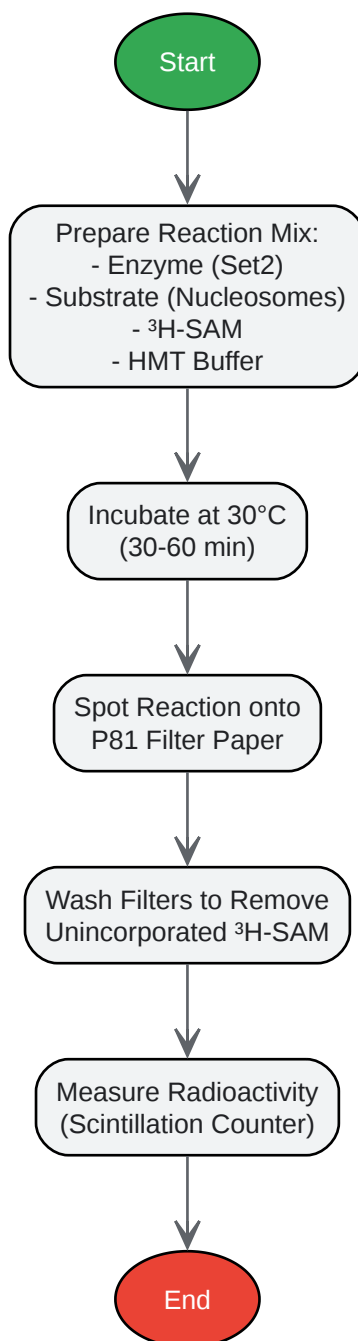 Start
Prepare Reaction Mix:
- Enzyme (Set2)
- Substrate (Nucleosomes)
- ³H-SAM
- HMT Buffer
Incubate at 30°C
(30-60 min)
Spot Reaction onto
P81 Filter Paper
Wash Filters to Remove
Unincorporated ³H-SAM
Measure Radioactivity
(Scintillation Counter)
End